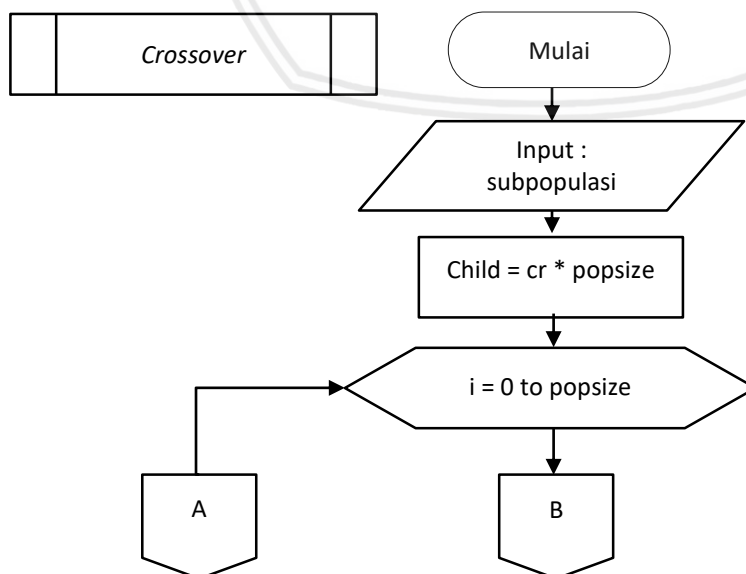 Crossover
Mulai
Input :
subpopulasi
Child = cr * popsize
i = 0 to popsize
A
B